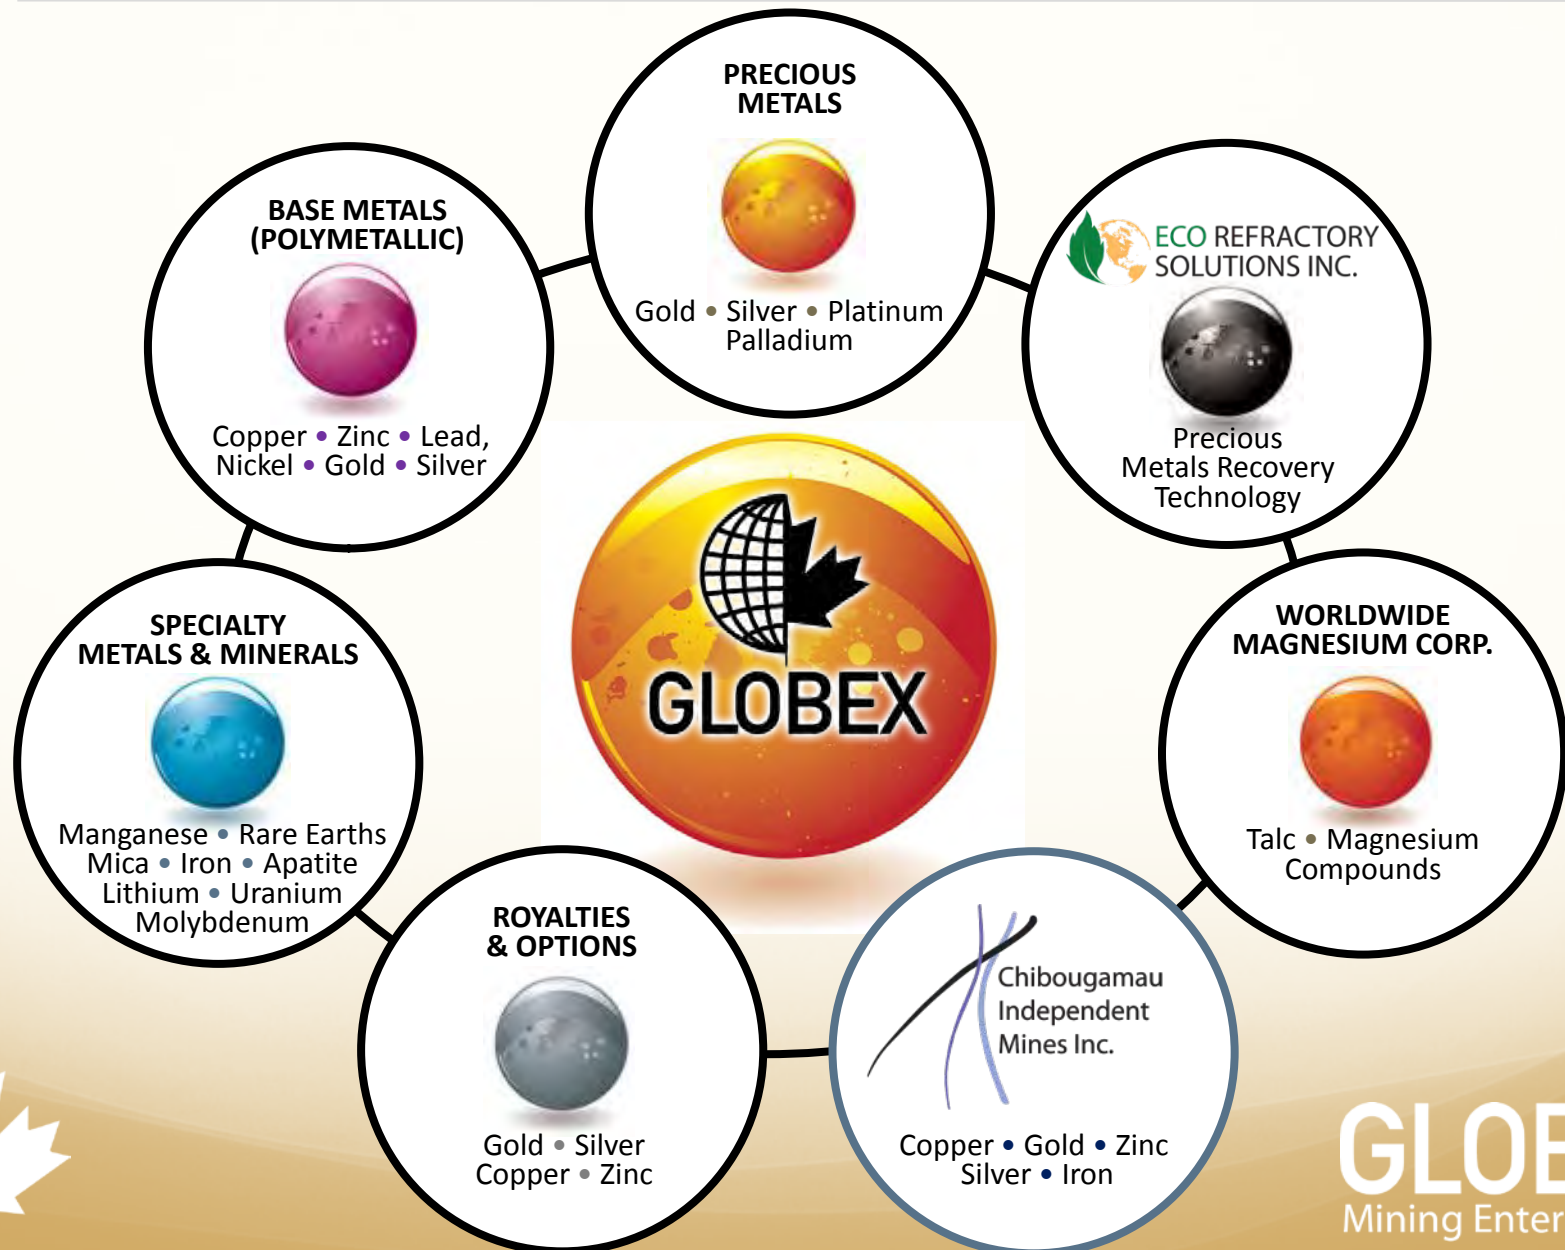 PRECIOUS
METALS
Gold • Silver • Platinum
Palladium
BASE METALS
(POLYMETALLIC)
Copper • Zinc • Lead,
Nickel • Gold • Silver
ECO REFRACTORY
SOLUTIONS INC.
Precious
Metals Recovery
Technology
GLOBEX
SPECIALTY
METALS & MINERALS
Manganese • Rare Earths
Mica • Iron • Apatite
Lithium • Uranium
Molybdenum
WORLDWIDE
MAGNESIUM CORP.
Talc • Magnesium
Compounds
ROYALTIES
& OPTIONS
Gold • Silver
Copper • Zinc
Chibougamau
Independent
Mines Inc.
Copper • Gold • Zinc
Silver • Iron
GLOB
Mining Enter